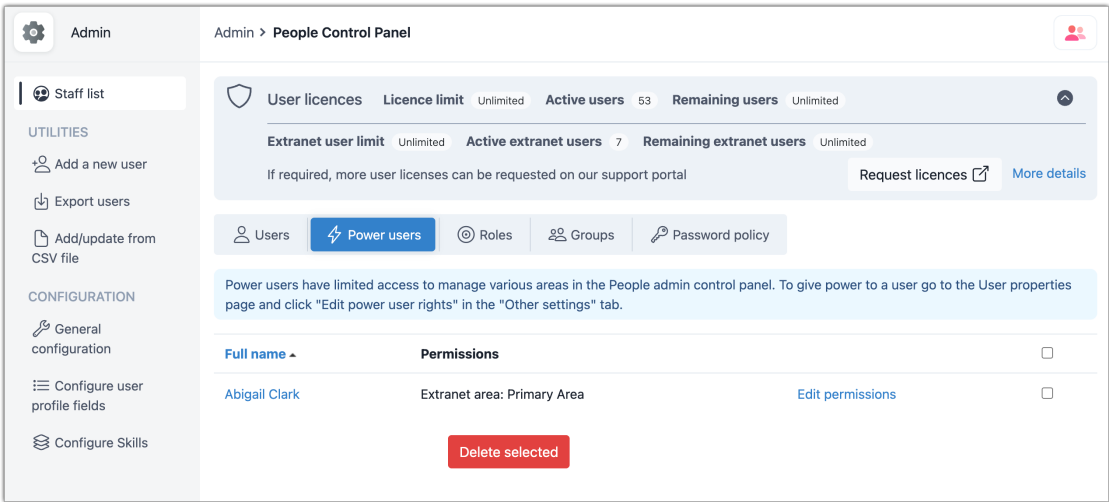 Admin
Admin > People Control Panel
Staff list
UTILITIES
Add a new user
Export users
Add/update from
CSV file
CONFIGURATION
General
configuration
Configure user
profile fields
Configure Skills
User licences Licence limit Unlimited Active users 53 Remaining users Unlimited
Extranet user limit Unlimited Active extranet users 7 Remaining extranet users Unlimited
If required, more user licenses can be requested on our support portal Request licences More details
Users Power users Roles Groups Password policy
Power users have limited access to manage various areas in the People admin control panel. To give power to a user go to the User properties
page and click "Edit power user rights" in the "Other settings" tab.
Full name Permissions
Abigail Clark Extranet area: Primary Area Edit permissions
Delete selected